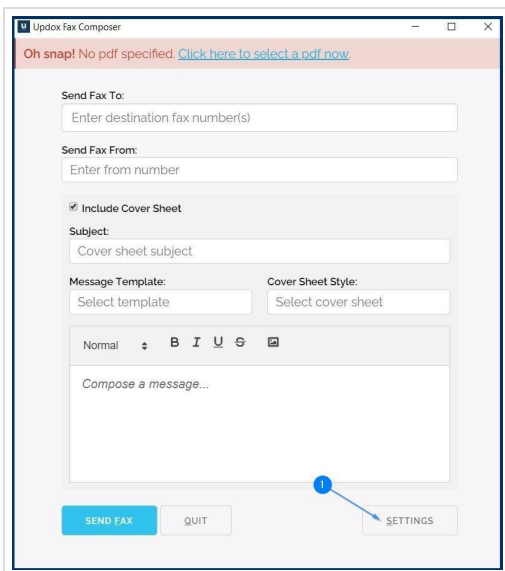 Updox Fax Composer
Oh snap! No pdf specified. Click here to select a pdf now.
Send Fax To:
Enter destination fax number(s)
Send Fax From:
Enter from number
Include Cover Sheet
Subject:
Cover sheet subject
Message Template: Cover Sheet Style:
Select template Select cover sheet
Normal B I U S
Compose a message...
1
SEND FAX QUIT SETTINGS